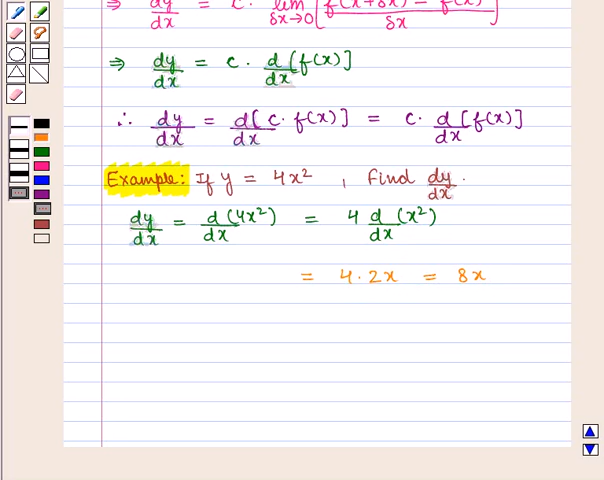 ⇒ dy/dx = c · lim δx→0 [f(x+δx) − f(x) / δx]
⇒ dy/dx = c · d/dx [f(x)]
∴ dy/dx = d/dx [c · f(x)] = c · d/dx [f(x)]
Example: If y = 4x² , Find dy/dx.
dy/dx = d/dx (4x²) = 4 d/dx (x²)
= 4 · 2x = 8x